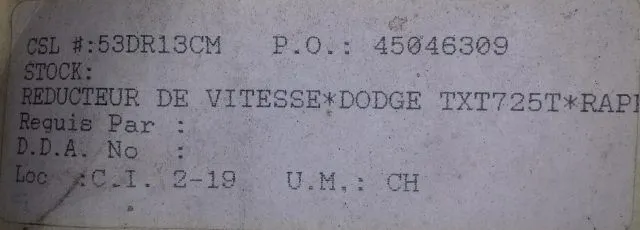 CSL #:53DR13CM P.O.: 45046309
STOCK:
REDUCTEUR DE VITESSE*DODGE TXT725T*RAPP
Requis Par :
D.D.A. No :
Loc :C.I. 2-19 U.M.: CH